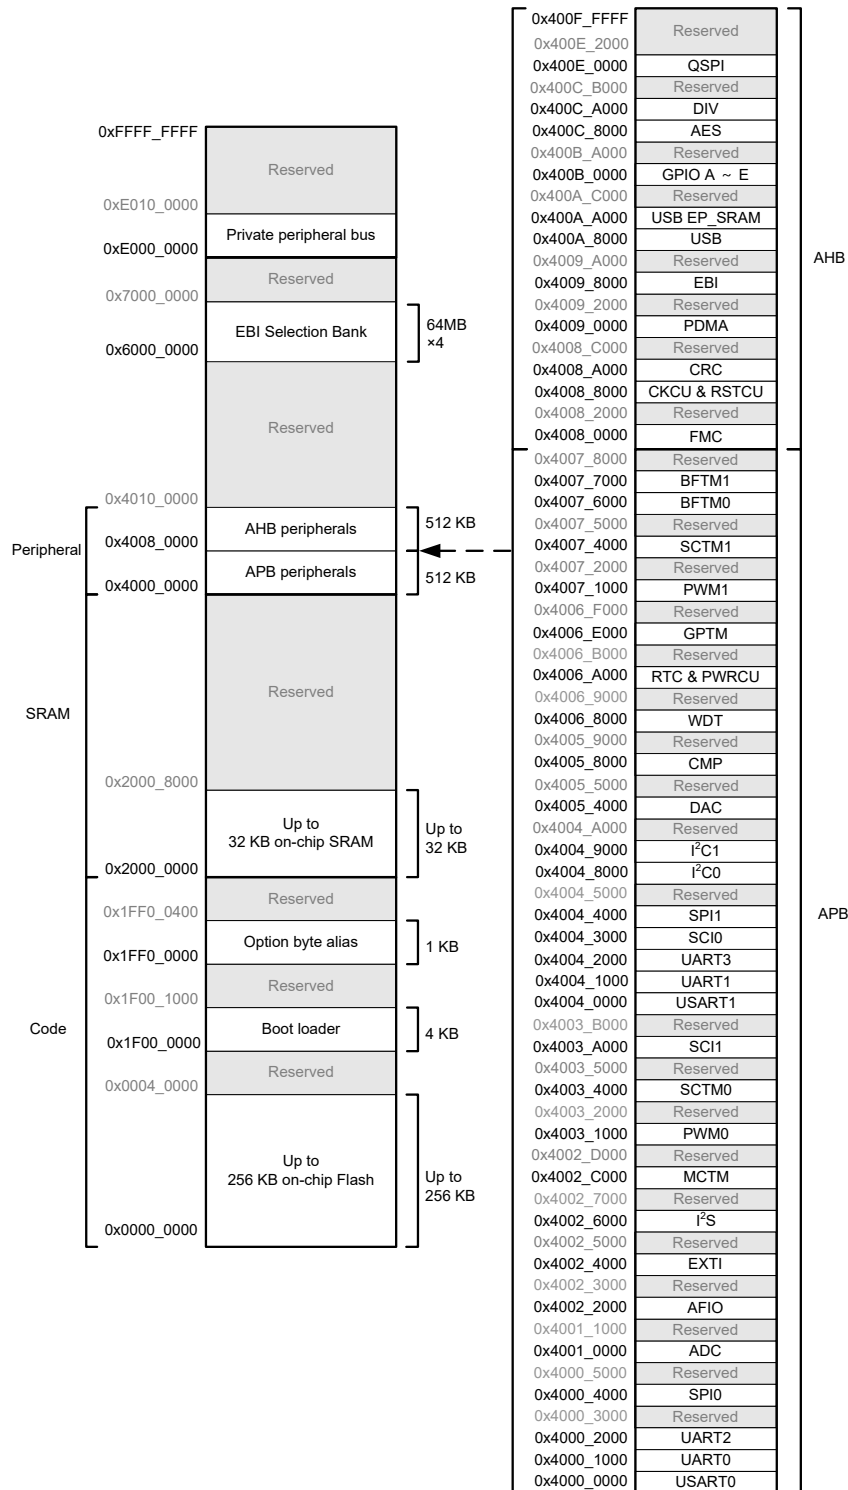 0xFFFF_FFFF
Reserved
0xE010_0000
Private peripheral bus
0xE000_0000
Reserved
0x7000_0000
EBI Selection Bank
64MB
×4
0x6000_0000
Reserved
0x4010_0000
AHB peripherals
512 KB
Peripheral
0x4008_0000
APB peripherals
512 KB
0x4000_0000
Reserved
SRAM
0x2000_8000
Up to
32 KB on-chip SRAM
Up to
32 KB
0x2000_0000
Reserved
0x1FF0_0400
Option byte alias
1 KB
0x1FF0_0000
Reserved
0x1F00_1000
Code
Boot loader
4 KB
0x1F00_0000
Reserved
0x0004_0000
Up to
256 KB on-chip Flash
Up to
256 KB
0x0000_0000
0x400F_FFFF
Reserved
0x400E_2000
0x400E_0000 QSPI
0x400C_B000 Reserved
0x400C_A000 DIV
0x400C_8000 AES
0x400B_A000 Reserved
0x400B_0000 GPIO A ~ E
0x400A_C000 Reserved
0x400A_A000 USB EP_SRAM
0x400A_8000 USB
0x4009_A000 Reserved
AHB
0x4009_8000 EBI
0x4009_2000 Reserved
0x4009_0000 PDMA
0x4008_C000 Reserved
0x4008_A000 CRC
0x4008_8000 CKCU & RSTCU
0x4008_2000 Reserved
0x4008_0000 FMC
0x4007_8000 Reserved
0x4007_7000 BFTM1
0x4007_6000 BFTM0
0x4007_5000 Reserved
0x4007_4000 SCTM1
0x4007_2000 Reserved
0x4007_1000 PWM1
0x4006_F000 Reserved
0x4006_E000 GPTM
0x4006_B000 Reserved
0x4006_A000 RTC & PWRCU
0x4006_9000 Reserved
0x4006_8000 WDT
0x4005_9000 Reserved
0x4005_8000 CMP
0x4005_5000 Reserved
0x4005_4000 DAC
0x4004_A000 Reserved
0x4004_9000 I²C1
0x4004_8000 I²C0
0x4004_5000 Reserved
0x4004_4000 SPI1
APB
0x4004_3000 SCI0
0x4004_2000 UART3
0x4004_1000 UART1
0x4004_0000 USART1
0x4003_B000 Reserved
0x4003_A000 SCI1
0x4003_5000 Reserved
0x4003_4000 SCTM0
0x4003_2000 Reserved
0x4003_1000 PWM0
0x4002_D000 Reserved
0x4002_C000 MCTM
0x4002_7000 Reserved
0x4002_6000 I²S
0x4002_5000 Reserved
0x4002_4000 EXTI
0x4002_3000 Reserved
0x4002_2000 AFIO
0x4001_1000 Reserved
0x4001_0000 ADC
0x4000_5000 Reserved
0x4000_4000 SPI0
0x4000_3000 Reserved
0x4000_2000 UART2
0x4000_1000 UART0
0x4000_0000 USART0